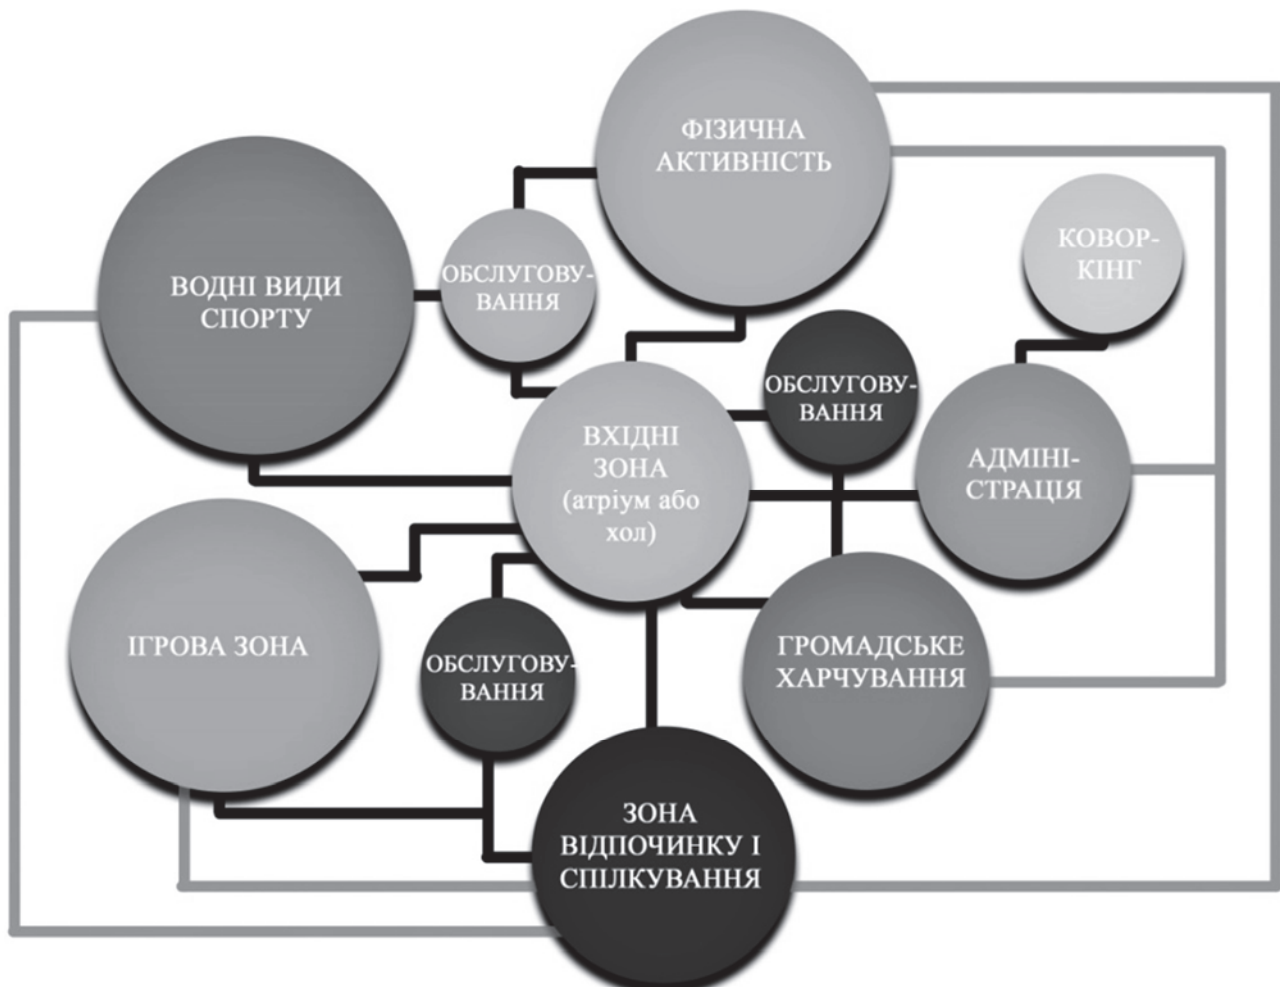 ФІЗИЧНА
АКТИВНІСТЬ
ВОДНІ ВИДИ
СПОРТУ
ОБСЛУГОВУ-
ВАННЯ
КОВОР-
КІНГ
ОБСЛУГОВУ-
ВАННЯ
ВХІДНІ
ЗОНА
(атріум або
хол)
АДМІНІ-
СТРАЦІЯ
ІГРОВА ЗОНА
ОБСЛУГОВУ-
ВАННЯ
ГРОМАДСЬКЕ
ХАРЧУВАННЯ
ЗОНА
ВІДПОЧИНКУ І
СПІЛКУВАННЯ